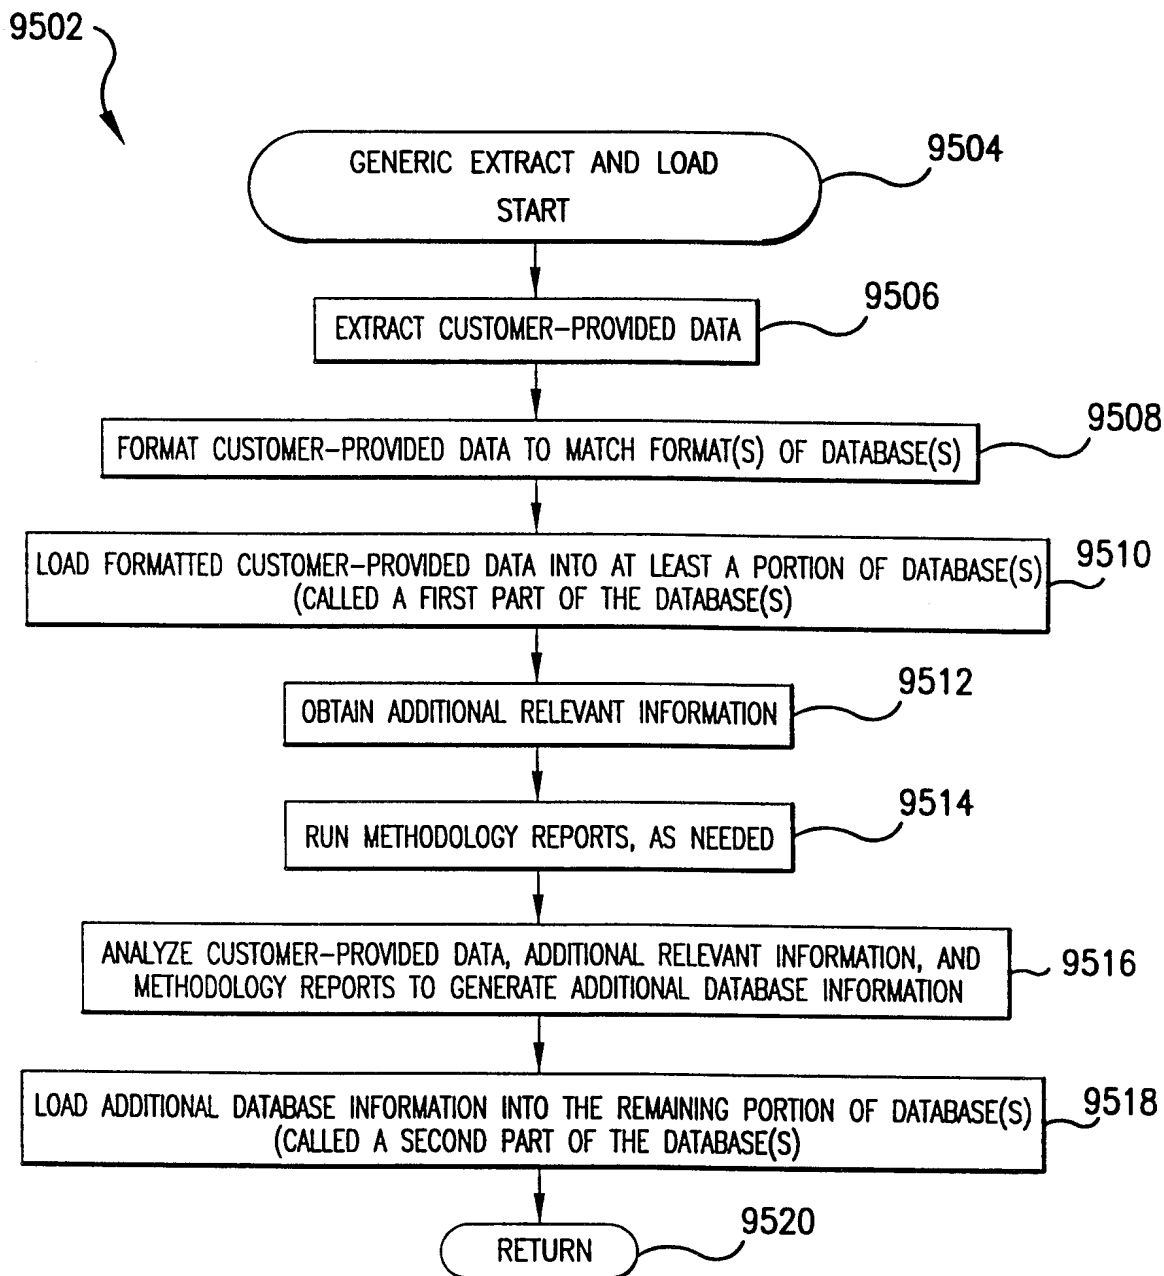 9502
GENERIC EXTRACT AND LOAD
START
9504
EXTRACT CUSTOMER-PROVIDED DATA
9506
FORMAT CUSTOMER-PROVIDED DATA TO MATCH FORMAT(S) OF DATABASE(S)
9508
LOAD FORMATTED CUSTOMER-PROVIDED DATA INTO AT LEAST A PORTION OF DATABASE(S)
(CALLED A FIRST PART OF THE DATABASE(S)
9510
OBTAIN ADDITIONAL RELEVANT INFORMATION
9512
RUN METHODOLOGY REPORTS, AS NEEDED
9514
ANALYZE CUSTOMER-PROVIDED DATA, ADDITIONAL RELEVANT INFORMATION, AND
METHODOLOGY REPORTS TO GENERATE ADDITIONAL DATABASE INFORMATION
9516
LOAD ADDITIONAL DATABASE INFORMATION INTO THE REMAINING PORTION OF DATABASE(S)
(CALLED A SECOND PART OF THE DATABASE(S)
9518
RETURN
9520